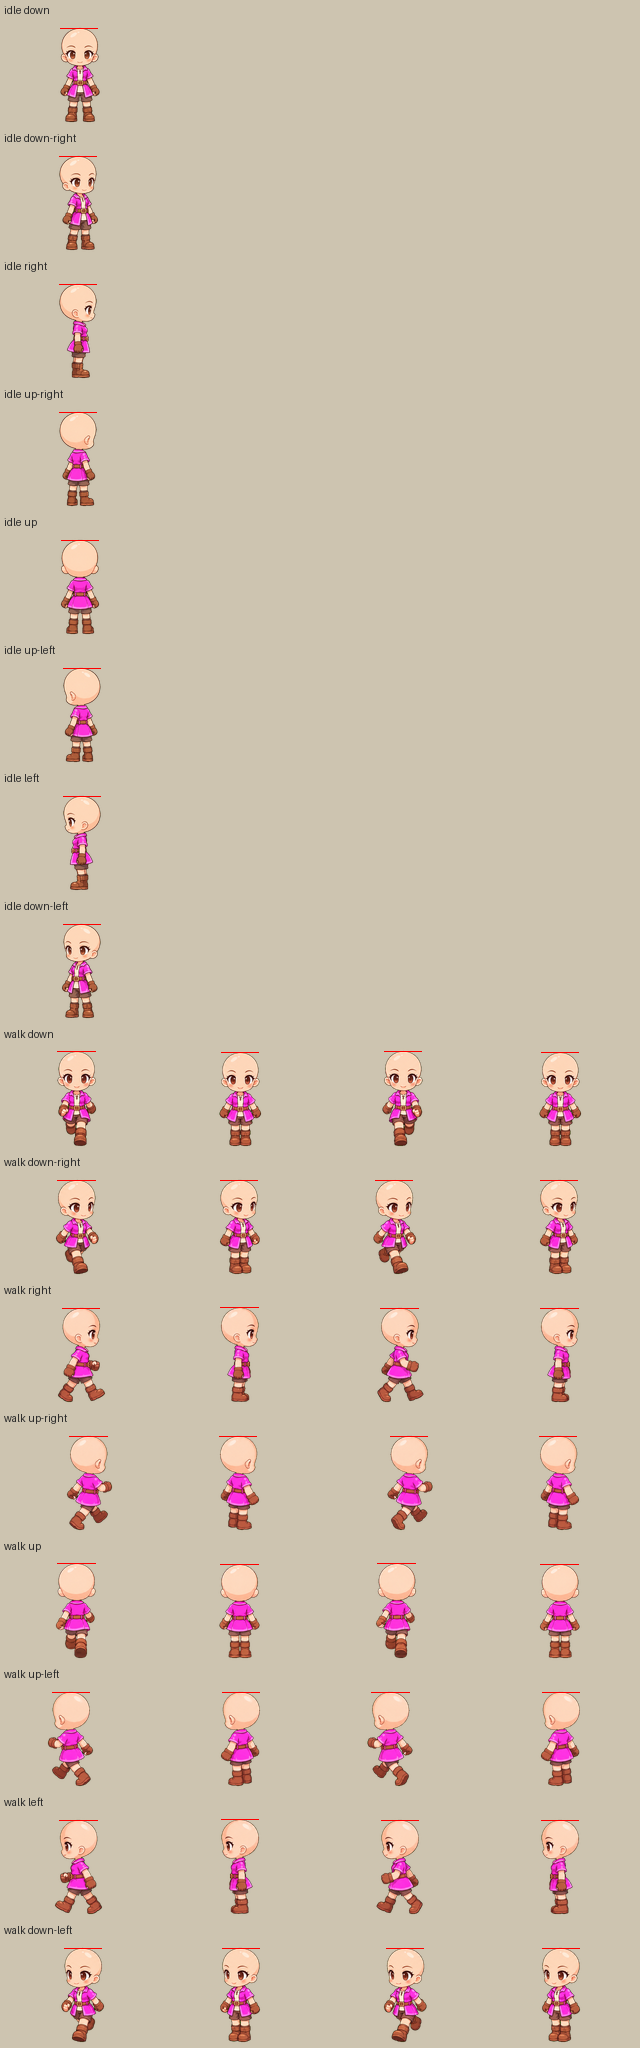 idle down
idle down-right
idle right
idle up-right
idle up
idle up-left
idle left
idle down-left
walk down
walk down-right
walk right
walk up-right
walk up
walk up-left
walk left
walk down-left